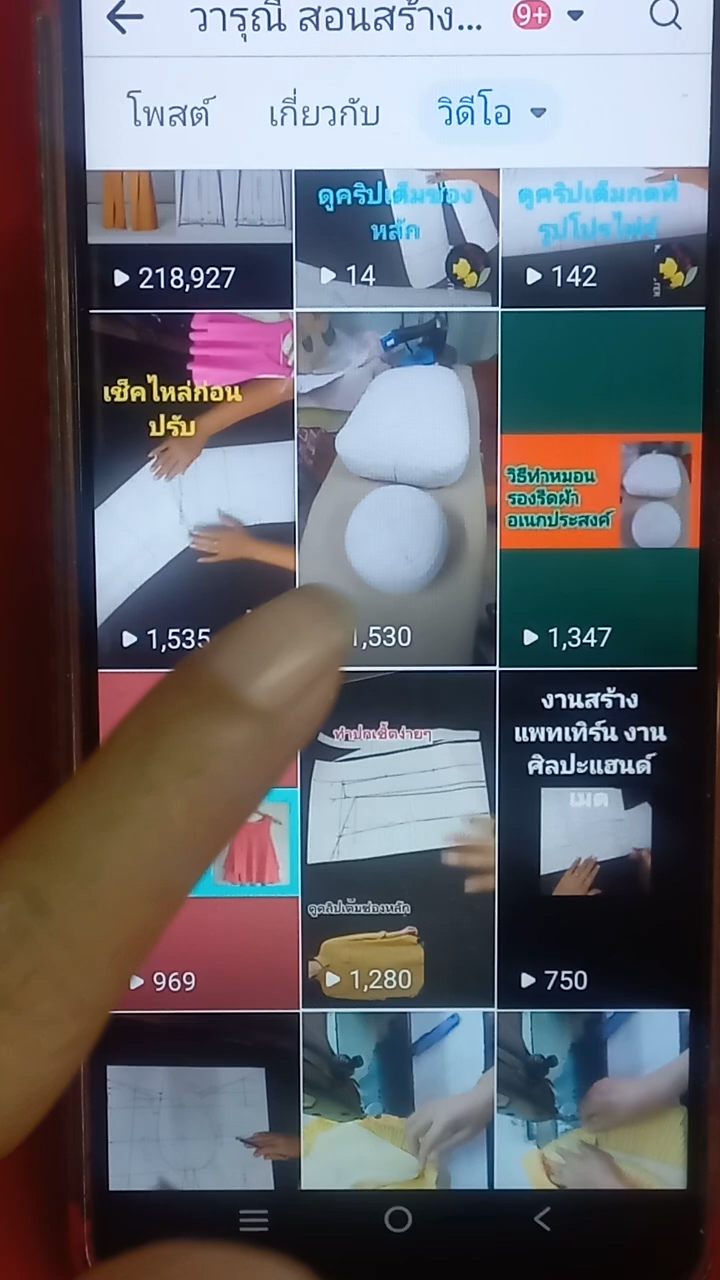 วารุณี สอนสร้าง...
9+
โพสต์ เกี่ยวกับ วิดีโอ
218,927
ดูคริปเต็มช่อง
หลัก
14
ดูคริปเต็มกดที่
รูปโปรไฟล์
142
เช็คไหล่ก่อน
ปรับ
1,535
1,530
วิธีทำหมอน
รองรีดผ้า
อเนกประสงค์
1,347
969
ทำปกเชิ้ตง่ายๆ
ดูคลิปเต็มช่องหลัก
1,280
งานสร้าง
แพทเทิร์น งาน
ศิลปะแฮนด์
เมด
750